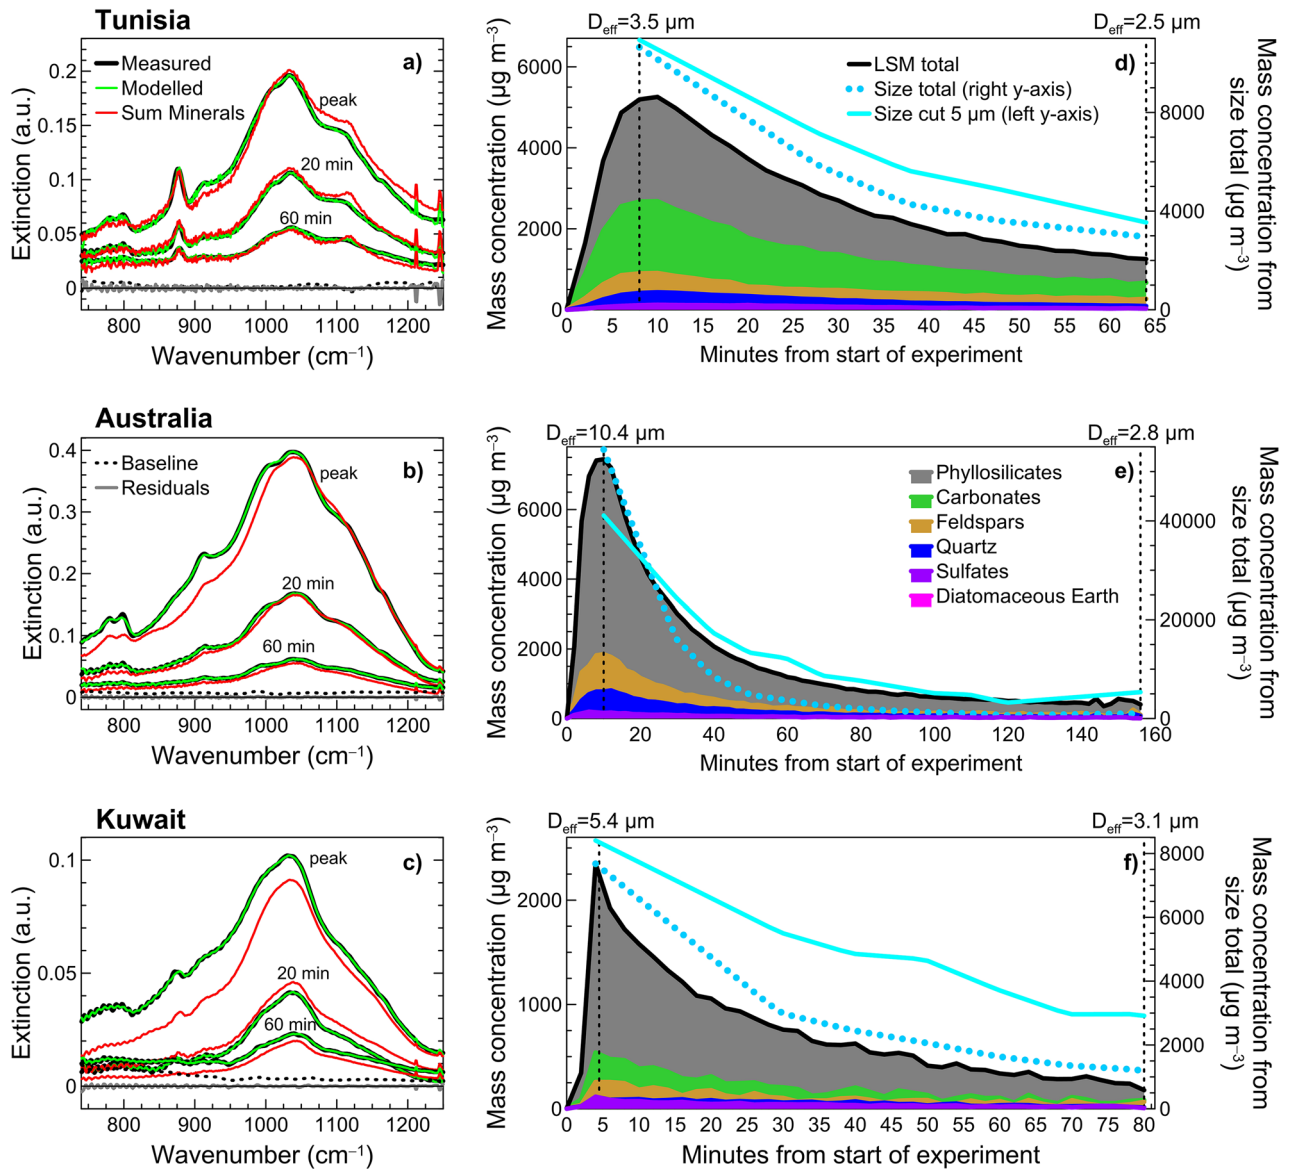 Tunisia
a)
Measured
Modelled
Sum Minerals
peak
20 min
60 min
0.2
0.15
0.1
0.05
0
800 900 1000 1100 1200
Extinction (a.u.)
Wavenumber (cm−1)
Deff=3.5 µm
Deff=2.5 µm
d)
LSM total
Size total (right y-axis)
Size cut 5 µm (left y-axis)
6000
4000
2000
0
8000
4000
0
0 5 10 15 20 25 30 35 40 45 50 55 60 65
Mass concentration (µg m−3)
Minutes from start of experiment
Mass concentration from
size total (µg m−3)
Australia
b)
Baseline
Residuals
peak
20 min
60 min
0.4
0.3
0.2
0.1
0
800 900 1000 1100 1200
Extinction (a.u.)
Wavenumber (cm−1)
Deff=10.4 µm
Deff=2.8 µm
e)
Phyllosilicates
Carbonates
Feldspars
Quartz
Sulfates
Diatomaceous Earth
6000
4000
2000
0
40000
20000
0
0 20 40 60 80 100 120 140 160
Mass concentration (µg m−3)
Minutes from start of experiment
Mass concentration from
size total (µg m−3)
Kuwait
c)
peak
20 min
60 min
0.1
0.05
0
800 900 1000 1100 1200
Extinction (a.u.)
Wavenumber (cm−1)
Deff=5.4 µm
Deff=3.1 µm
f)
2000
1000
0
8000
6000
4000
2000
0
0 5 10 15 20 25 30 35 40 45 50 55 60 65 70 75 80
Mass concentration (µg m−3)
Minutes from start of experiment
Mass concentration from
size total (µg m−3)